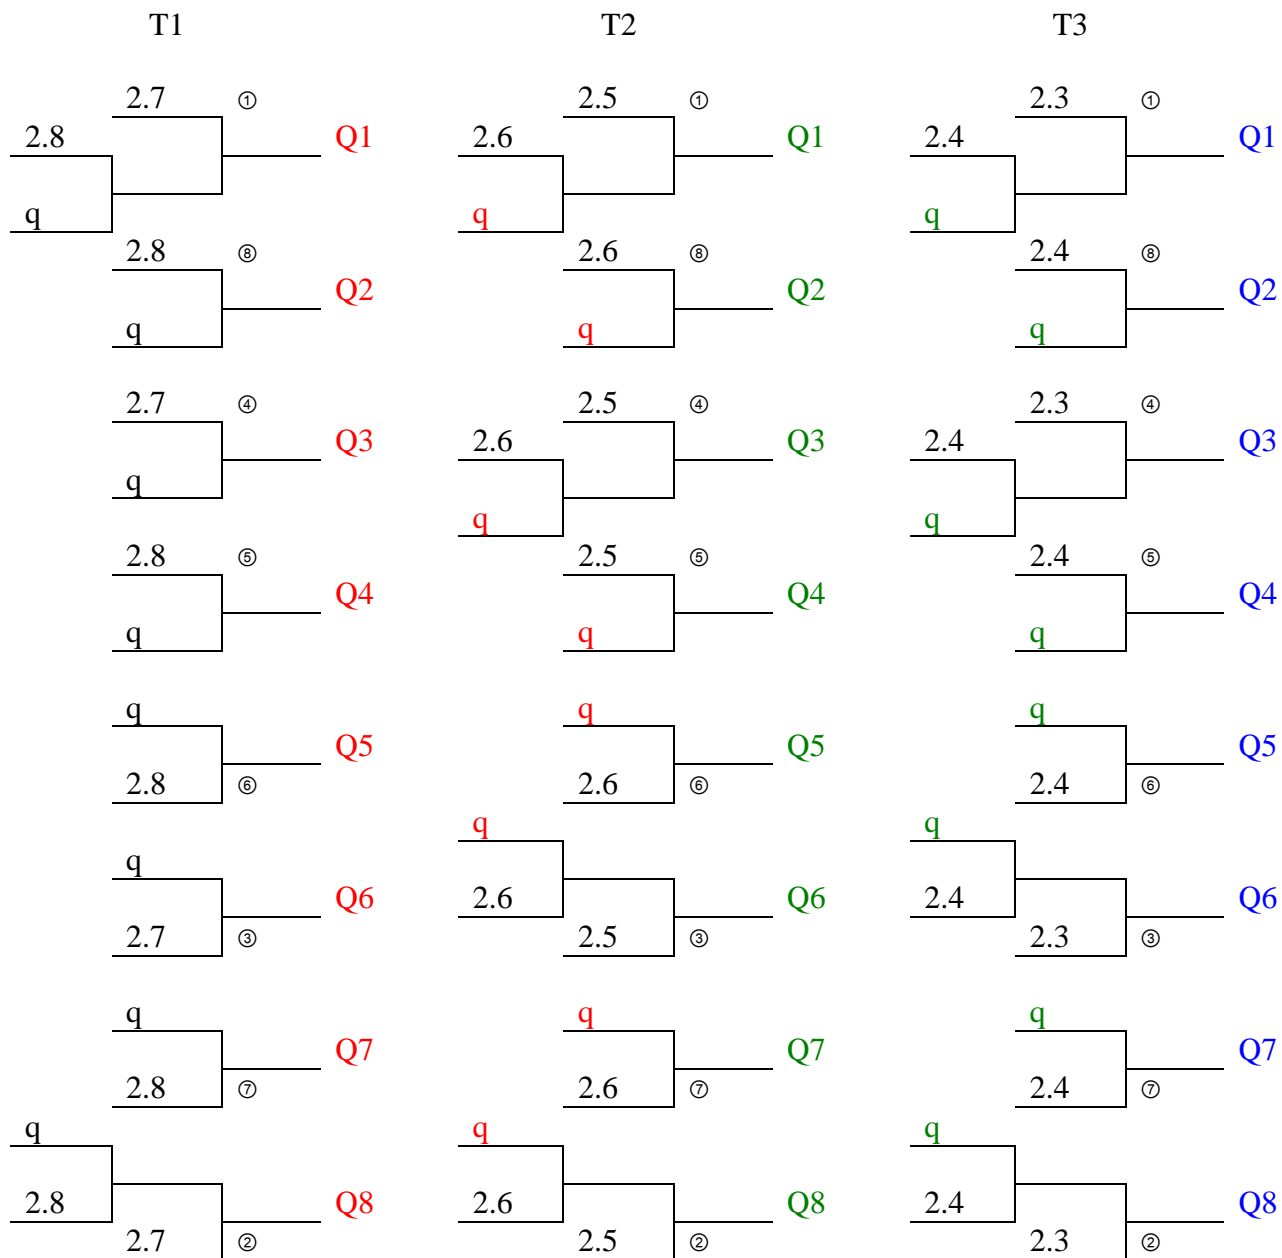 T1 T2 T3
2.7 ① 2.5 ① 2.3 ①
2.8 Q1 2.6 Q1 2.4 Q1
q q q
2.8 ⑧ 2.6 ⑧ 2.4 ⑧
Q2 Q2 Q2
q q q
2.7 ④ 2.5 ④ 2.3 ④
Q3 2.6 Q3 2.4 Q3
q
q q
2.8 ⑤ 2.5 ⑤ 2.4 ⑤
Q4 Q4 Q4
q q q
q q q
Q5 Q5 Q5
2.8 ⑥ 2.6 ⑥ 2.4 ⑥
q q
q
Q6 2.6 Q6 2.4 Q6
2.7 ③ 2.5 ③ 2.3 ③
q q q
Q7 Q7 Q7
2.8 ⑦ 2.6 ⑦ 2.4 ⑦
q q q
2.8 Q8 2.6 Q8 2.4 Q8
2.7 ② 2.5 ② 2.3 ②